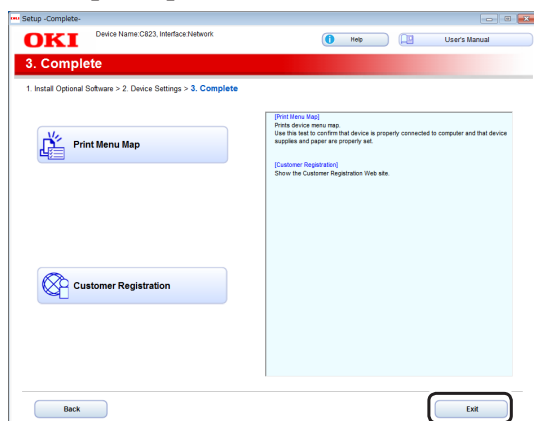 OKI Setup -Complete-
OKI Device Name:C823, Interface:Network
Help
User's Manual
3. Complete
1. Install Optional Software > 2. Device Settings > 3. Complete
Print Menu Map
[Print Menu Map]
Prints device menu map.
Use this test to confirm that device is properly connected to computer and that device
supplies and paper are properly set.
[Customer Registration]
Show the Customer Registration Web site.
Customer Registration
Back
Exit